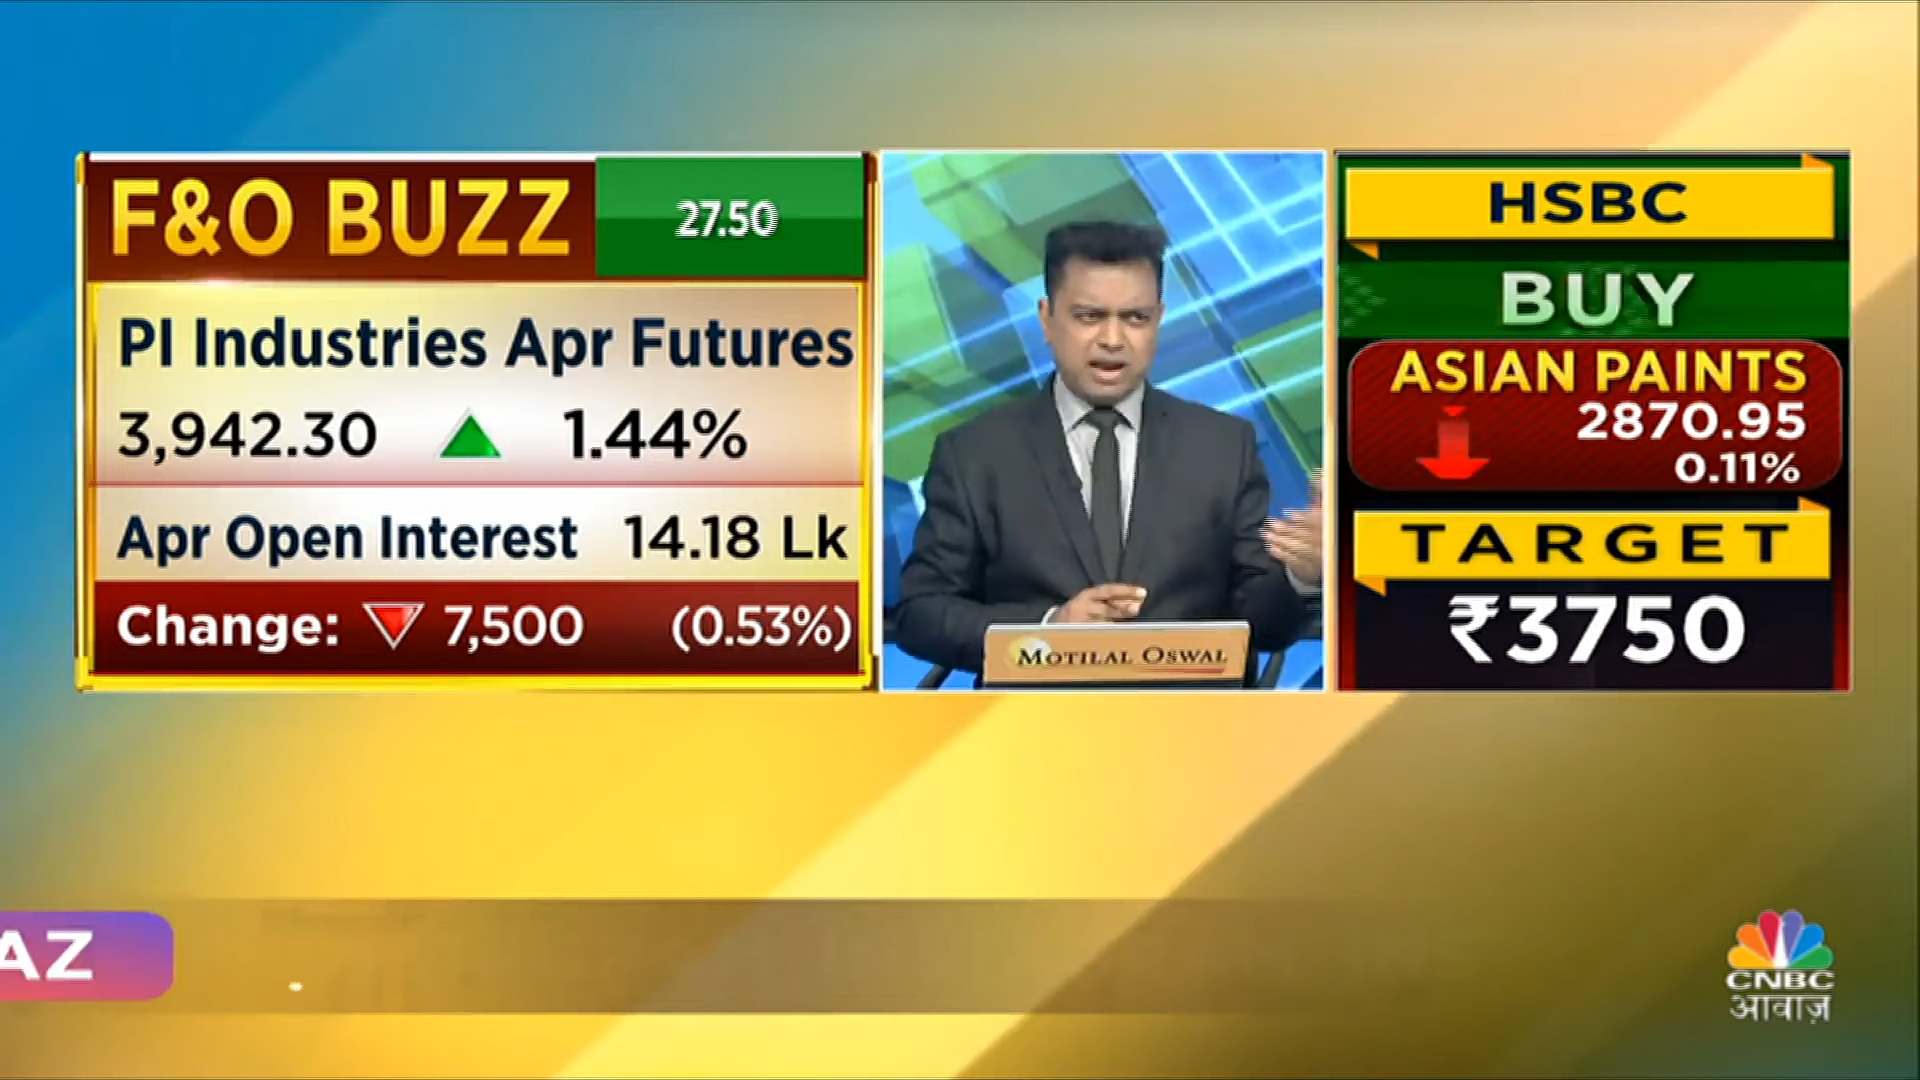 F&O BUZZ 27.50
PI Industries Apr Futures
3,942.30 1.44%
Apr Open Interest 14.18 Lk
Change: 7,500 (0.53%)
MOTILAL OSWAL
HSBC
BUY
ASIAN PAINTS
2870.95
0.11%
TARGET
₹3750
AZ
CNBC
आवाज़